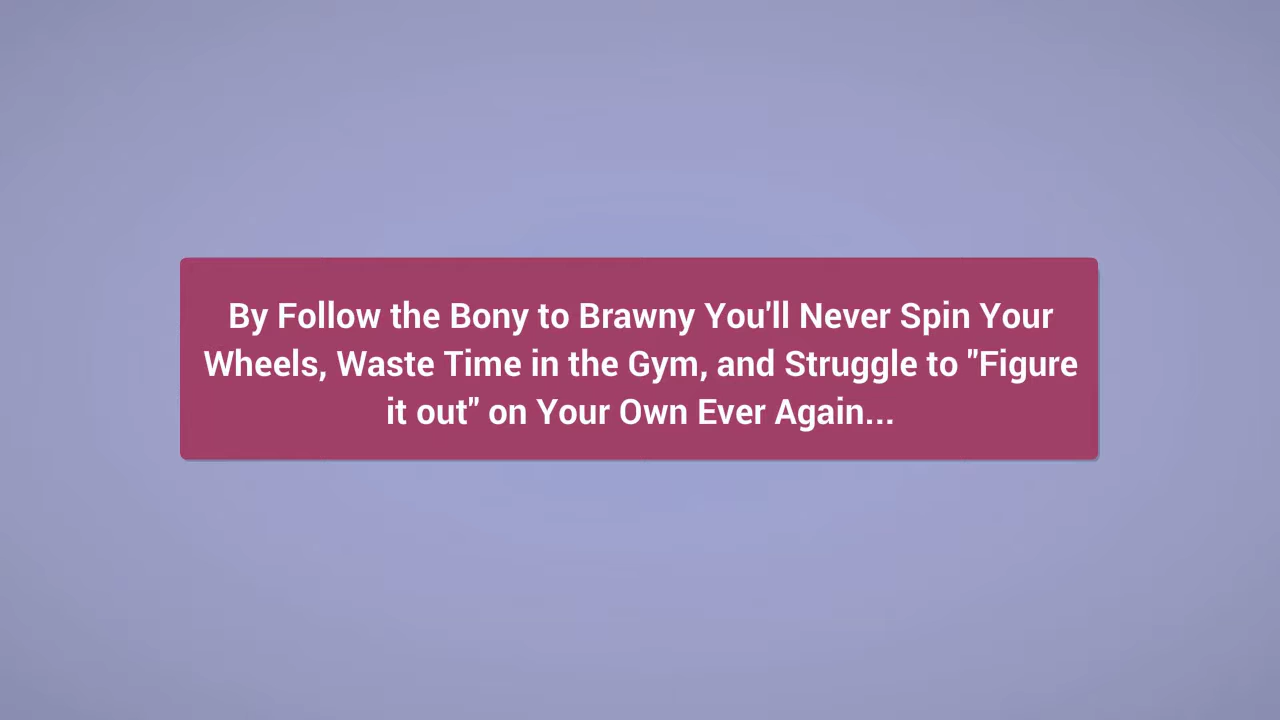 By Follow the Bony to Brawny You'll Never Spin Your
Wheels, Waste Time in the Gym, and Struggle to "Figure
it out" on Your Own Ever Again...